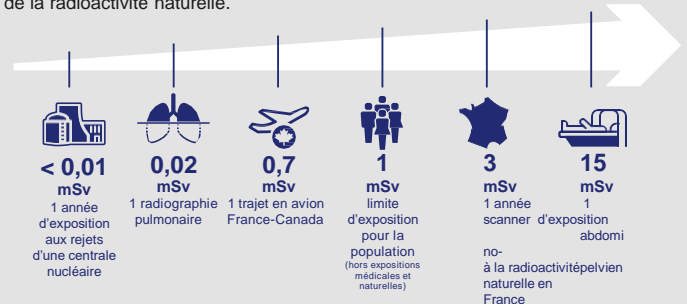 de la radioactivité naturelle.
< 0,01
mSv
1 année
d'exposition
aux rejets
d'une centrale
nucléaire
0,02
mSv
1 radiographie
pulmonaire
0,7
mSv
1 trajet en avion
France-Canada
1
mSv
limite
d'exposition
pour la
population
(hors expositions
médicales et
naturelles)
3
mSv
1 année
scanner d'exposition
no-
à la radioactivitépelvien
naturelle en
France
15
mSv
1
abdomi